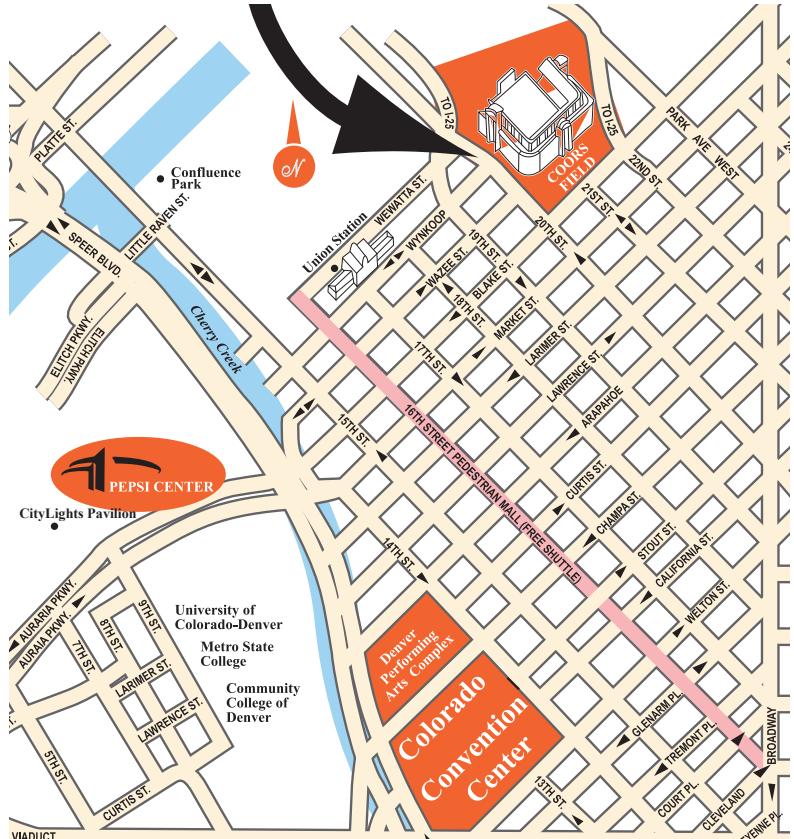 TO I-25
TO I-25
PARK AVE WEST
PLATTE ST.
Confluence
Park
N
COORS
FIELD
22ND ST.
21ST ST.
20TH ST.
LITTLE RAVEN ST.
SPEER BLVD.
WEWATTA ST.
Union Station
WYNKOOP
WAZEE ST.
19TH ST.
BLAKE ST.
18TH ST.
MARKET ST.
LARIMER ST.
LAWRENCE ST.
ARAPAHOE
17TH ST.
ELITCH PKWY.
ELITCH PKWY.
Cherry Creek
15TH ST.
16TH STREET PEDESTRIAN MALL (FREE SHUTTLE)
PEPSI CENTER
CityLights Pavilion
CURTIS ST.
CHAMPA ST.
STOUT ST.
CALIFORNIA ST.
WELTON ST.
14TH ST.
AURARIA PKWY.
AURAIA PKWY.
9TH ST.
8TH ST.
7TH ST.
University of
Colorado-Denver
Metro State
College
Community
College of
Denver
LARIMER ST.
LAWRENCE ST.
5TH ST.
CURTIS ST.
Denver
Performing
Arts Complex
Colorado
Convention
Center
GLENARM PL.
TREMONT PL.
COURT PL.
CLEVELAND
BROADWAY
13TH ST.
YENNE PL.
VIADUCT